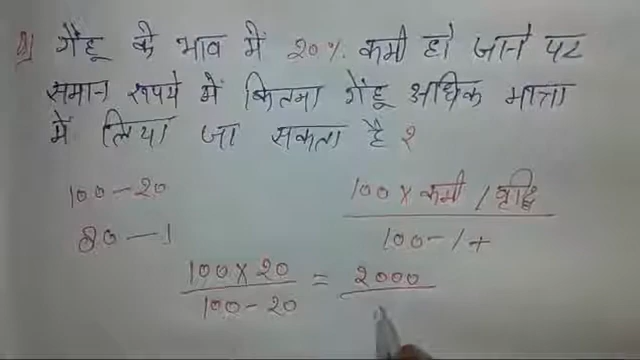 Q) गेंहू के भाव में 20% कमी हो जाने पर
समान रुपये में कितना गेंहू अधिक मात्रा
में लिया जा सकता है ?
100 - 20
80 - 1
100 x कमी / वृद्धि
100 - / +
100 x 20 = 2000
100 - 20